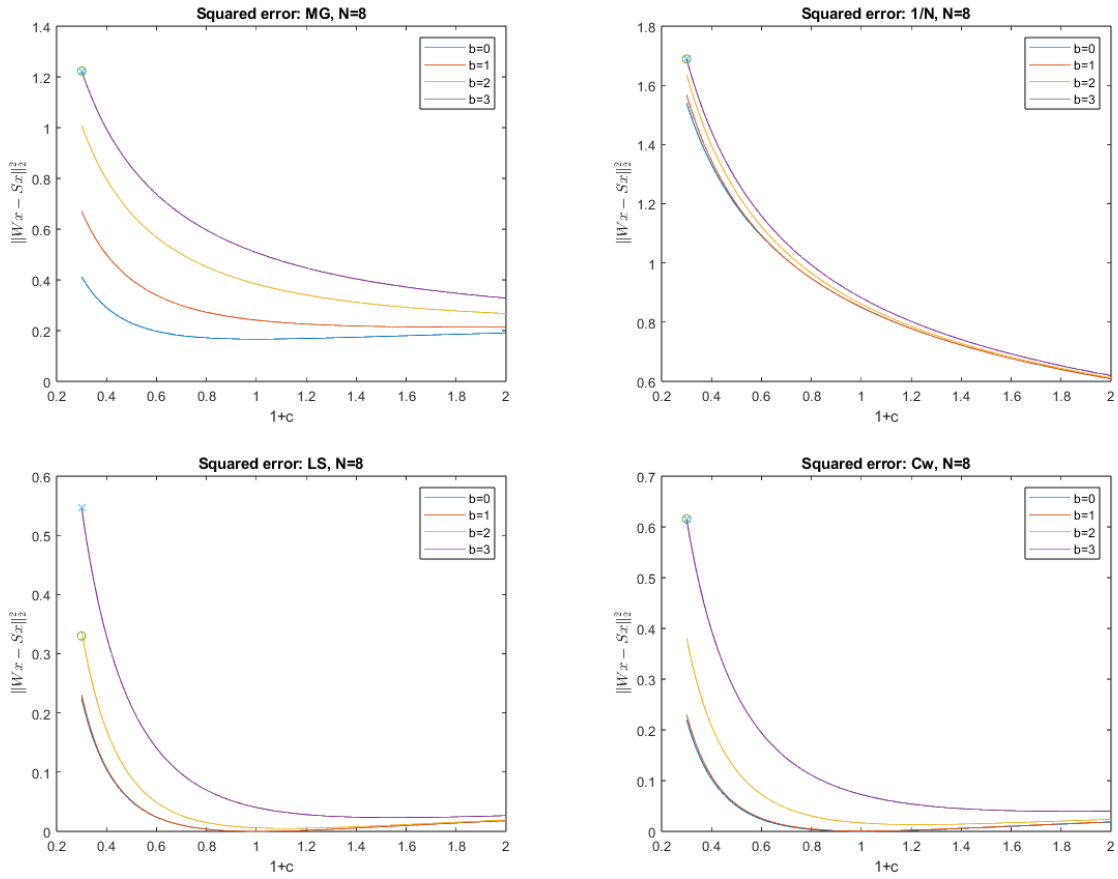 Squared error: MG, N=8
1.4
1.2
1
0.8
0.6
0.4
0.2
0
‖Wx − Sx‖₂²
b=0
b=1
b=2
b=3
0.2 0.4 0.6 0.8 1 1.2 1.4 1.6 1.8 2
1+c
Squared error: 1/N, N=8
1.8
1.6
1.4
1.2
1
0.8
0.6
‖Wx − Sx‖₂²
b=0
b=1
b=2
b=3
0.2 0.4 0.6 0.8 1 1.2 1.4 1.6 1.8 2
1+c
Squared error: LS, N=8
0.6
0.5
0.4
0.3
0.2
0.1
0
‖Wx − Sx‖₂²
b=0
b=1
b=2
b=3
0.2 0.4 0.6 0.8 1 1.2 1.4 1.6 1.8 2
1+c
Squared error: Cw, N=8
0.7
0.6
0.5
0.4
0.3
0.2
0.1
0
‖Wx − Sx‖₂²
b=0
b=1
b=2
b=3
0.2 0.4 0.6 0.8 1 1.2 1.4 1.6 1.8 2
1+c